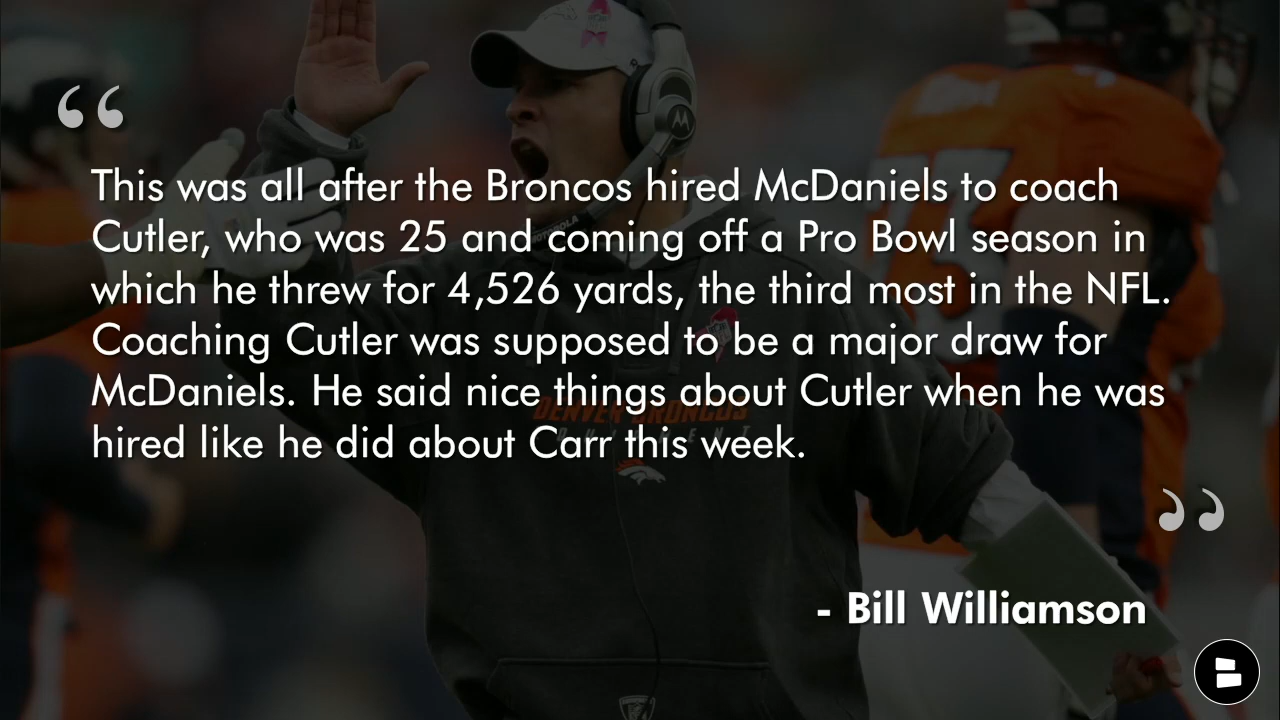 “
This was all after the Broncos hired McDaniels to coach
Cutler, who was 25 and coming off a Pro Bowl season in
which he threw for 4,526 yards, the third most in the NFL.
Coaching Cutler was supposed to be a major draw for
McDaniels. He said nice things about Cutler when he was
hired like he did about Carr this week.
”
- Bill Williamson
MOTOROLA
DENVER BRONCOS